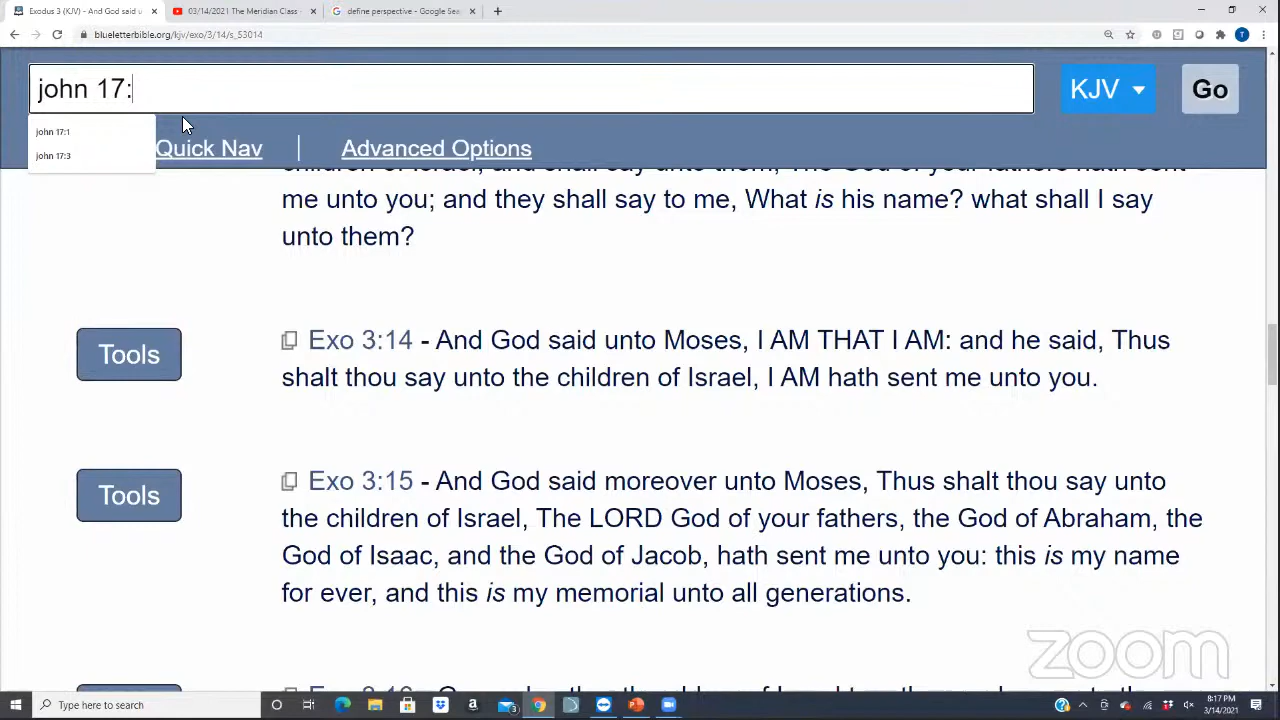 Exodus 3 (KJV) - And God said u
03/14/2021 The Meridian Class
define perspective - Google Sea
blueletterbible.org/kjv/exo/3/14/s_53014
john 17:
KJV
Go
john 17:1
john 17:3
Quick Nav
Advanced Options
me unto you; and they shall say to me, What is his name? what shall I say
unto them?
Tools
Exo 3:14 - And God said unto Moses, I AM THAT I AM: and he said, Thus
shalt thou say unto the children of Israel, I AM hath sent me unto you.
Tools
Exo 3:15 - And God said moreover unto Moses, Thus shalt thou say unto
the children of Israel, The LORD God of your fathers, the God of Abraham, the
God of Isaac, and the God of Jacob, hath sent me unto you: this is my name
for ever, and this is my memorial unto all generations.
zoom
Type here to search
8:17 PM
3/14/2021